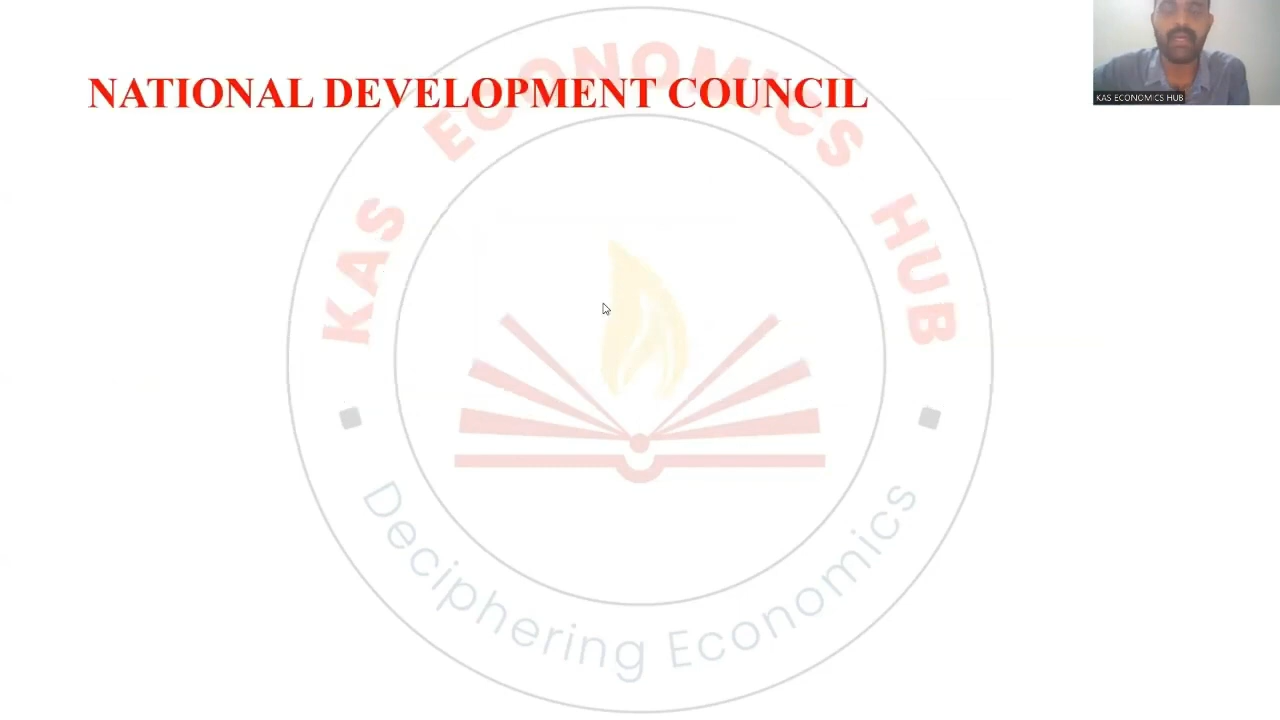 NATIONAL DEVELOPMENT COUNCIL
KAS ECONOMICS HUB
KAS ECONOMICS HUB
Deciphering Economics